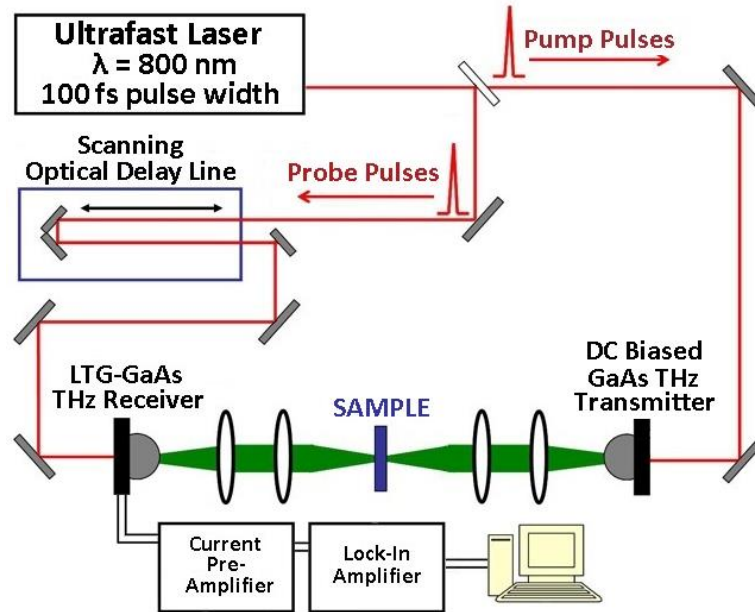 Ultrafast Laser
λ = 800 nm
100 fs pulse width
Pump Pulses
Scanning
Optical Delay Line
Probe Pulses
LTG-GaAs
THz Receiver
SAMPLE
DC Biased
GaAs THz
Transmitter
Current
Pre-
Amplifier
Lock-In
Amplifier